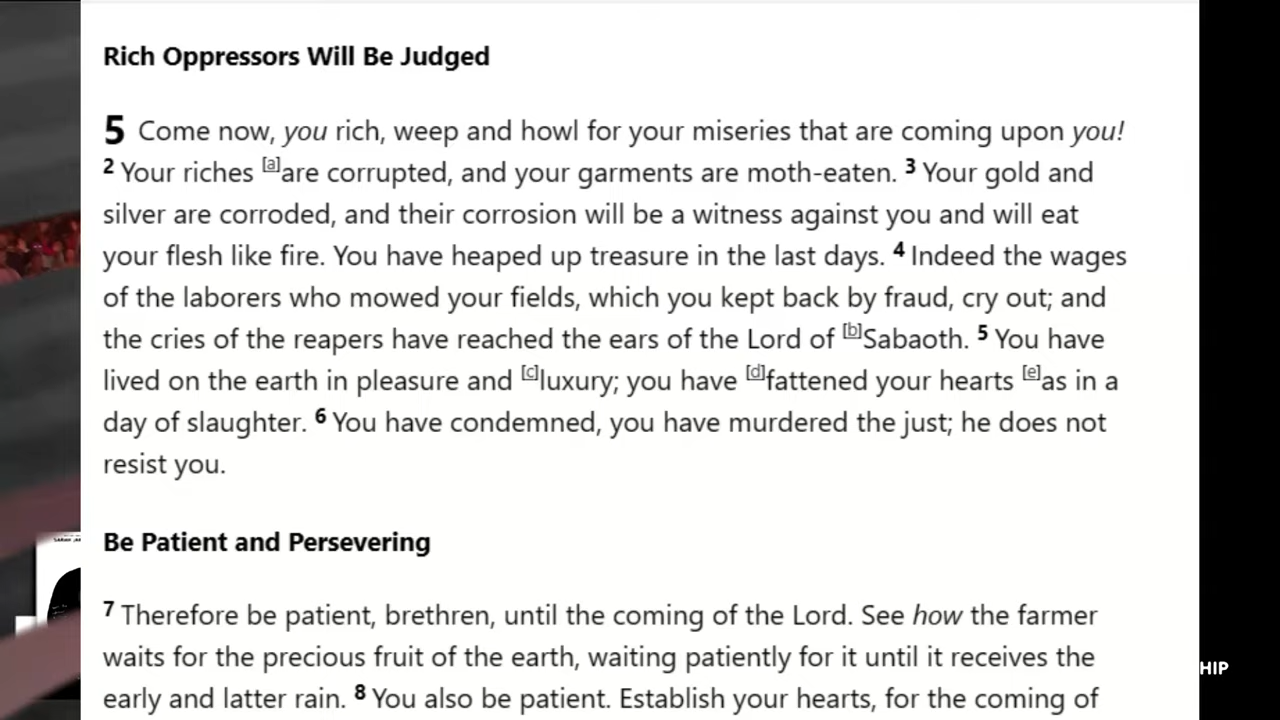 Rich Oppressors Will Be Judged
5 Come now, you rich, weep and howl for your miseries that are coming upon you!
2 Your riches [a]are corrupted, and your garments are moth-eaten. 3 Your gold and
silver are corroded, and their corrosion will be a witness against you and will eat
your flesh like fire. You have heaped up treasure in the last days. 4 Indeed the wages
of the laborers who mowed your fields, which you kept back by fraud, cry out; and
the cries of the reapers have reached the ears of the Lord of [b]Sabaoth. 5 You have
lived on the earth in pleasure and [c]luxury; you have [d]fattened your hearts [e]as in a
day of slaughter. 6 You have condemned, you have murdered the just; he does not
resist you.
Be Patient and Persevering
7 Therefore be patient, brethren, until the coming of the Lord. See how the farmer
waits for the precious fruit of the earth, waiting patiently for it until it receives the
early and latter rain. 8 You also be patient. Establish your hearts, for the coming of
HIP